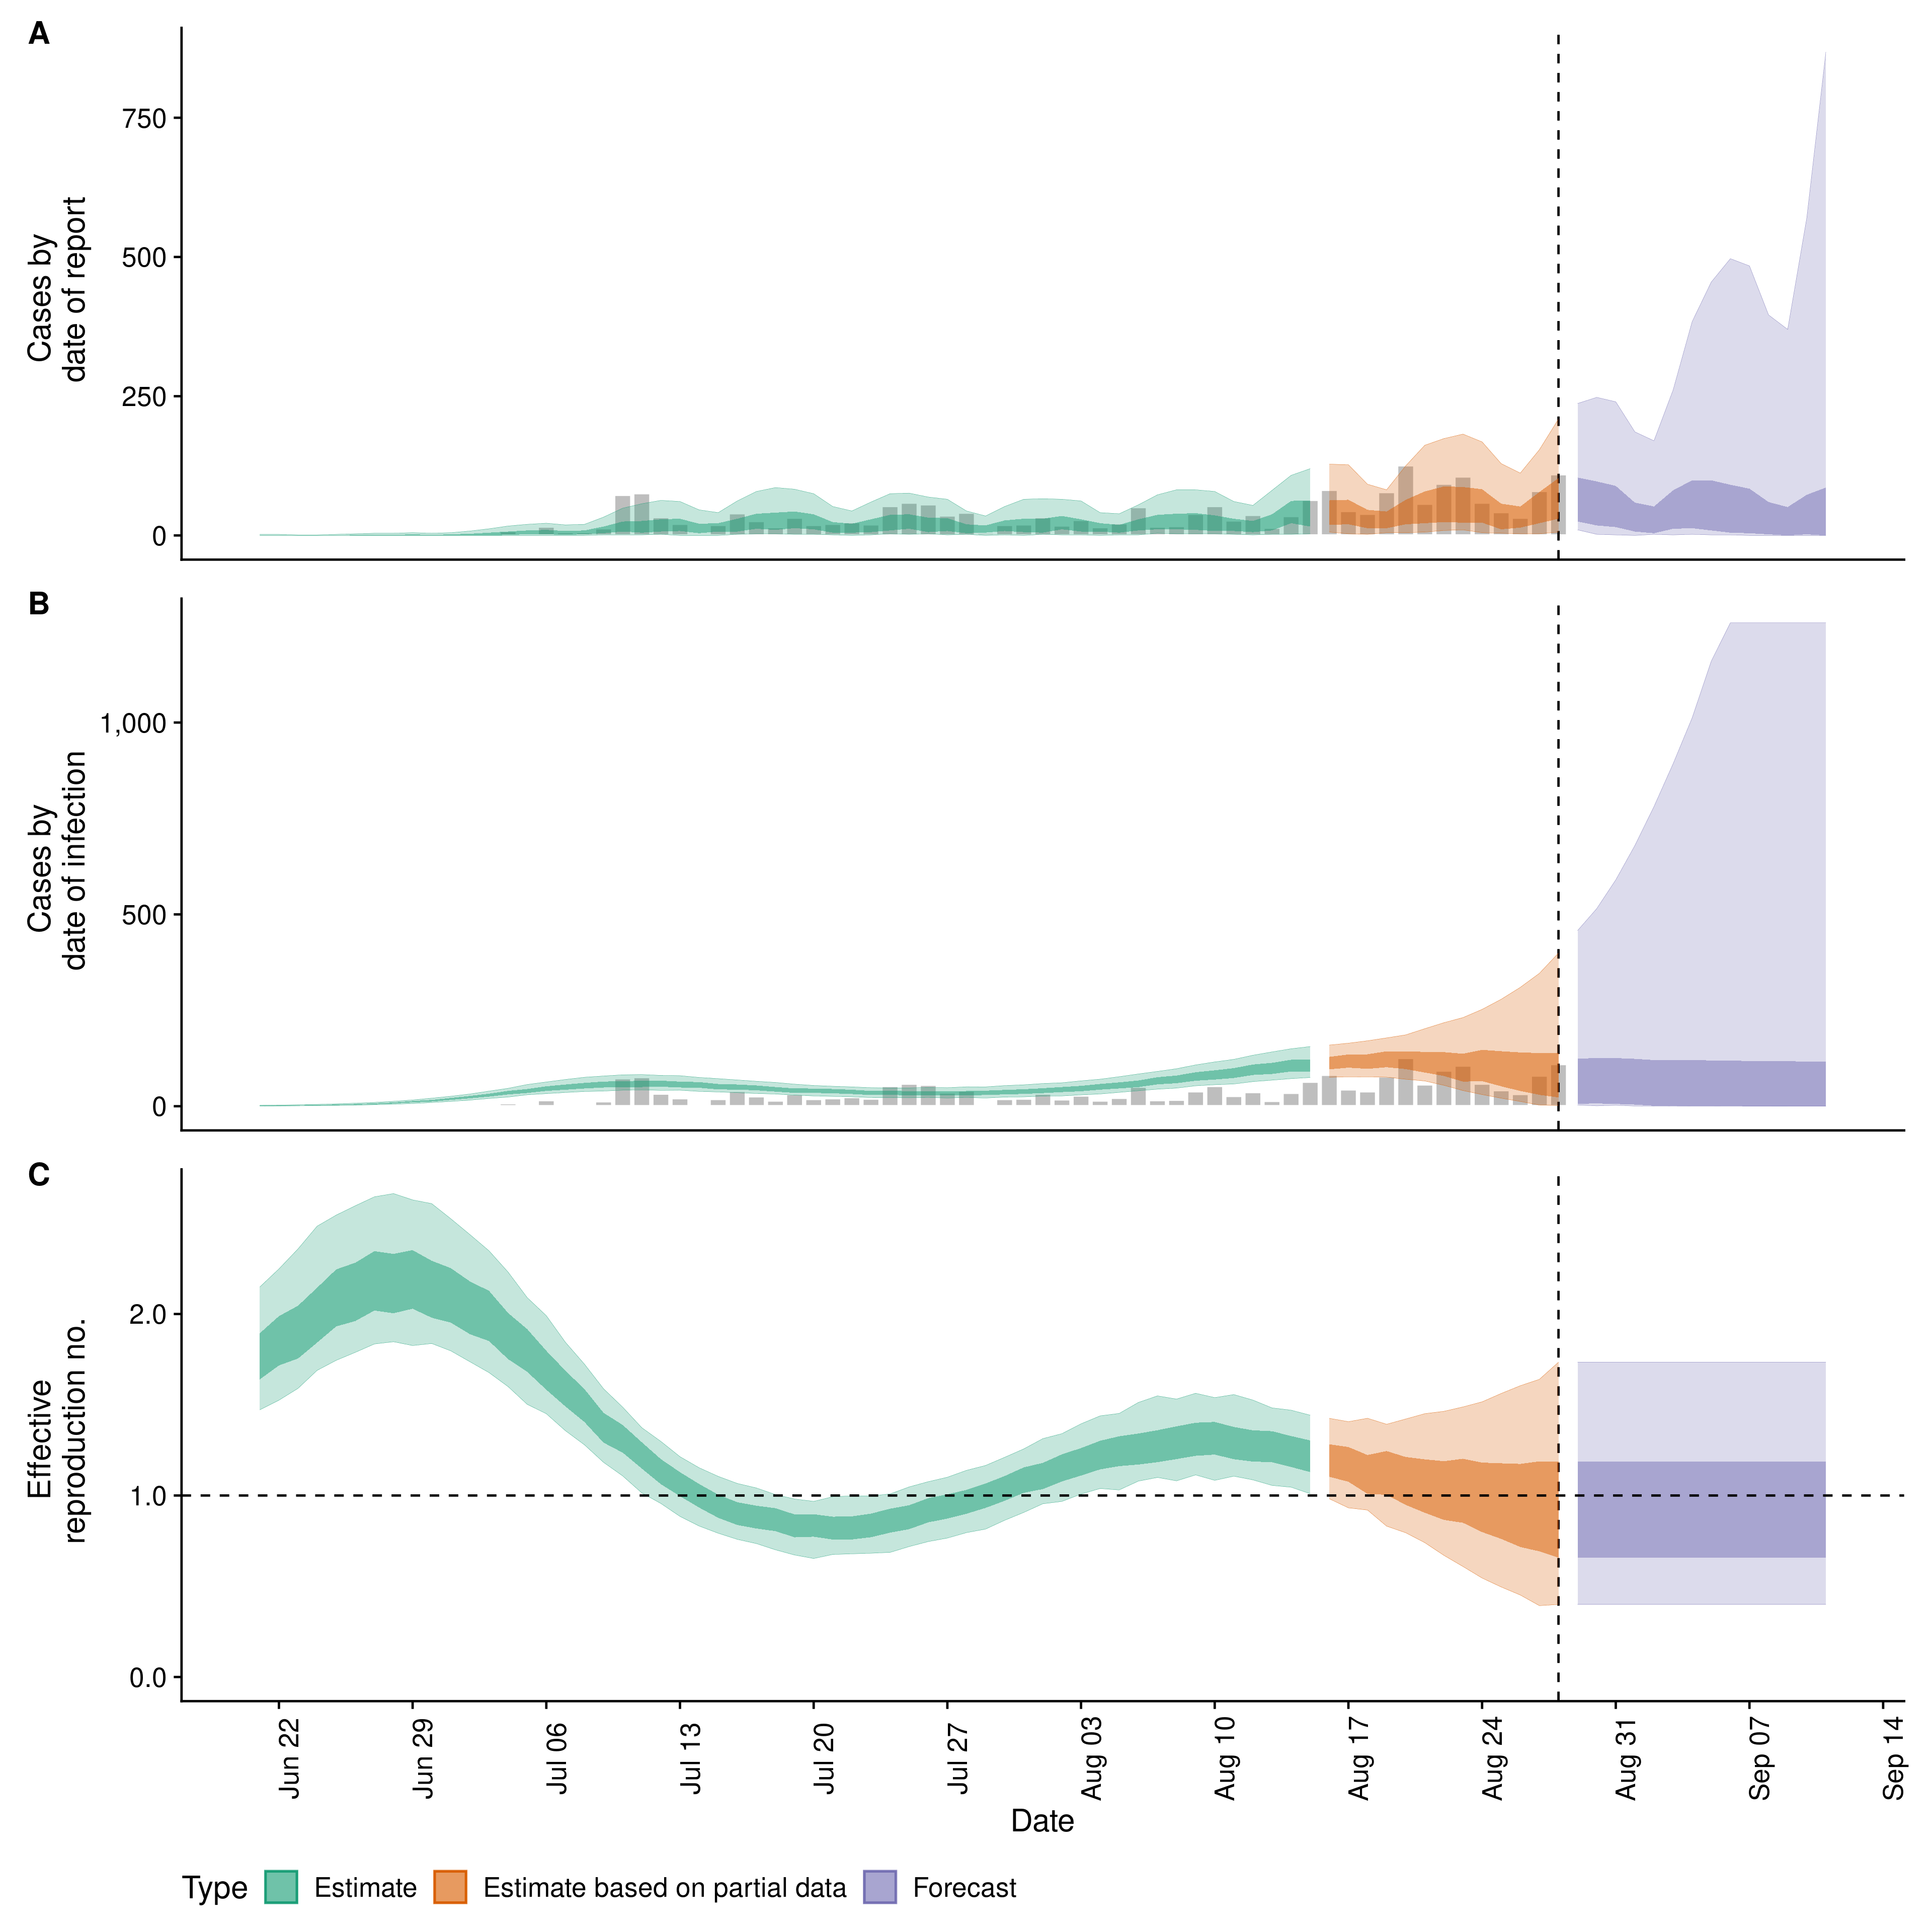 A
Cases by
date of report
750
500
250
0
B
Cases by
date of infection
1,000
500
0
C
Effective
reproduction no.
2.0
1.0
0.0
Jun 22
Jun 29
Jul 06
Jul 13
Jul 20
Jul 27
Aug 03
Aug 10
Aug 17
Aug 24
Aug 31
Sep 07
Sep 14
Date
Type Estimate Estimate based on partial data Forecast